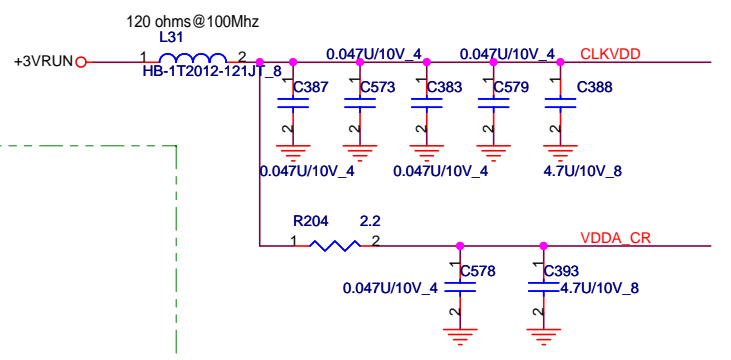 120 ohms@100Mhz
L31
+3VRUN
1
2
HB-1T2012-121JT_8
0.047U/10V_4
0.047U/10V_4
CLKVDD
1
C387
1
C573
1
C383
1
C579
1
C388
2
2
2
2
2
0.047U/10V_4
0.047U/10V_4
4.7U/10V_8
R204
2.2
1
2
VDDA_CR
1
C578
1
C393
0.047U/10V_4
4.7U/10V_8
2
2